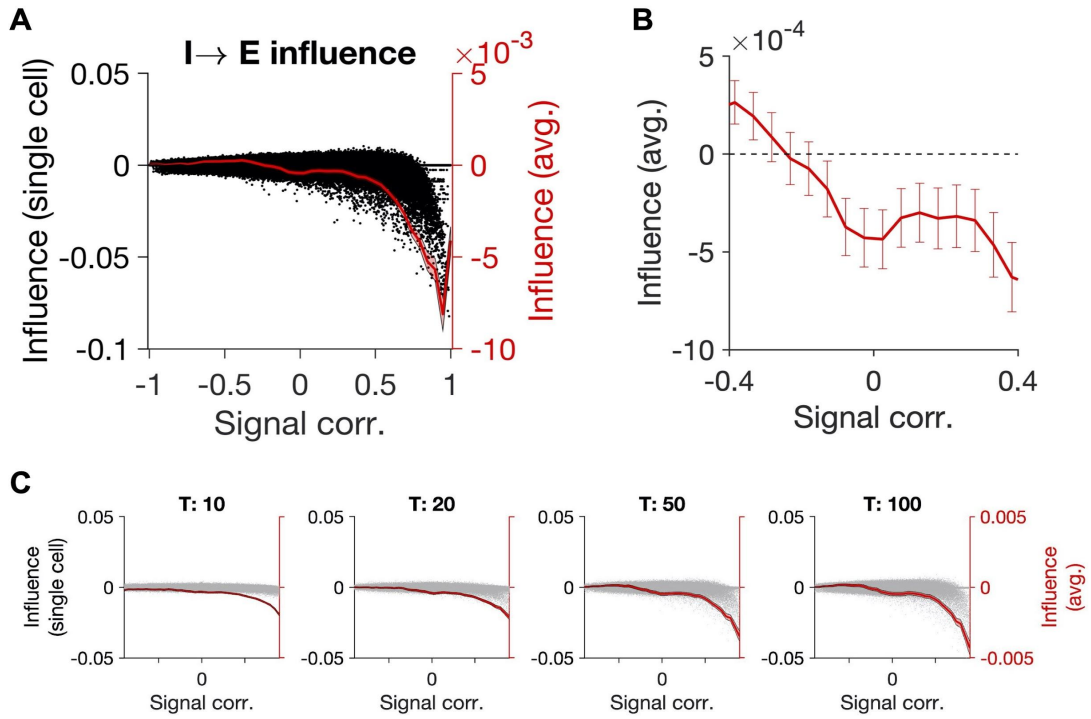 A
I→ E influence
×10⁻³
0.05
0
-0.05
-0.1
Influence (single cell)
5
0
-5
-10
Influence (avg.)
-1 -0.5 0 0.5 1
Signal corr.
B
×10⁻⁴
5
0
-5
-10
Influence (avg.)
-0.4 0 0.4
Signal corr.
C
T: 10
0.05
0
-0.05
Influence
(single cell)
0
Signal corr.
T: 20
0.05
0
-0.05
0
Signal corr.
T: 50
0.05
0
-0.05
0
Signal corr.
T: 100
0.05
0
-0.05
0.005
0
-0.005
Influence
(avg.)
0
Signal corr.